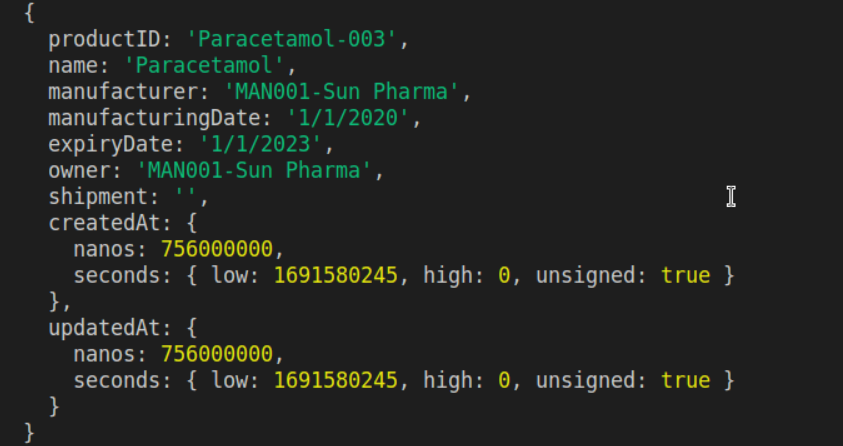 {
productID: 'Paracetamol-003',
name: 'Paracetamol',
manufacturer: 'MAN001-Sun Pharma',
manufacturingDate: '1/1/2020',
expiryDate: '1/1/2023',
owner: 'MAN001-Sun Pharma',
shipment: '',
createdAt: {
nanos: 756000000,
seconds: { low: 1691580245, high: 0, unsigned: true }
},
updatedAt: {
nanos: 756000000,
seconds: { low: 1691580245, high: 0, unsigned: true }
}
}